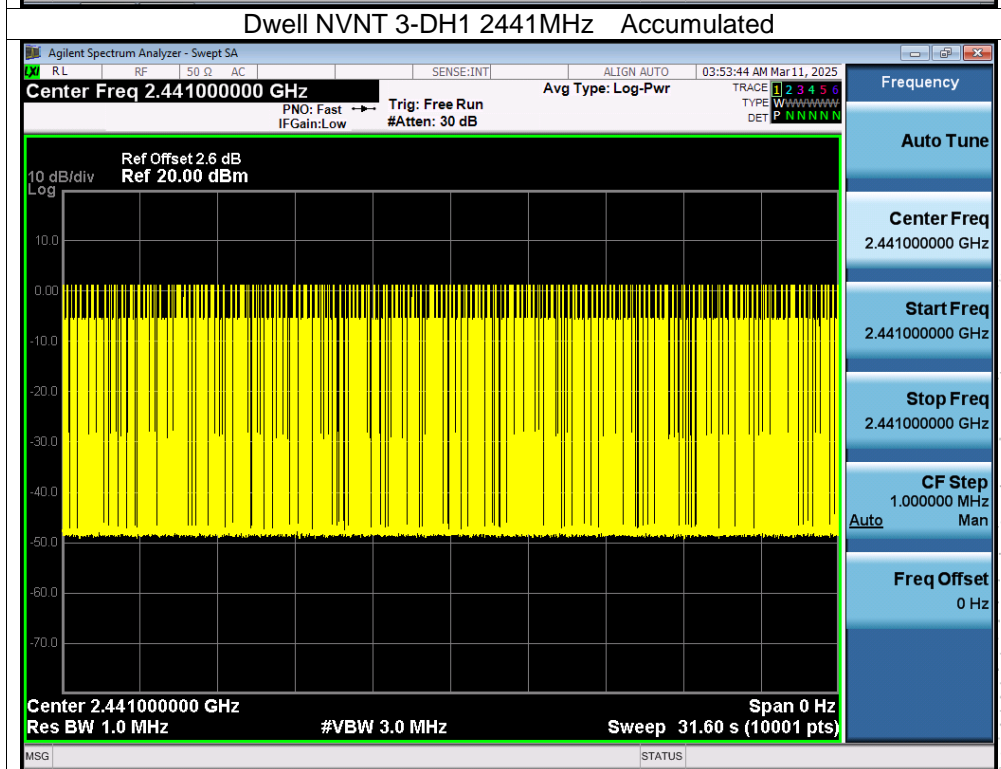 Dwell NVNT 3-DH1 2441MHz Accumulated
Agilent Spectrum Analyzer - Swept SA
LXI RL RF 50 Ω AC SENSE:INT ALIGN AUTO 03:53:44 AM Mar 11, 2025
Center Freq 2.441000000 GHz Avg Type: Log-Pwr TRACE 1 2 3 4 5 6
PNO: Fast Trig: Free Run TYPE WWWWWWW
IFGain:Low #Atten: 30 dB DET P N N N N N
Frequency
Auto Tune
Center Freq
2.441000000 GHz
Start Freq
2.441000000 GHz
Stop Freq
2.441000000 GHz
CF Step
1.000000 MHz
Auto Man
Freq Offset
0 Hz
Ref Offset 2.6 dB
10 dB/div Ref 20.00 dBm
Log
10.0
0.00
-10.0
-20.0
-30.0
-40.0
-50.0
-60.0
-70.0
Center 2.441000000 GHz Span 0 Hz
Res BW 1.0 MHz #VBW 3.0 MHz Sweep 31.60 s (10001 pts)
MSG STATUS